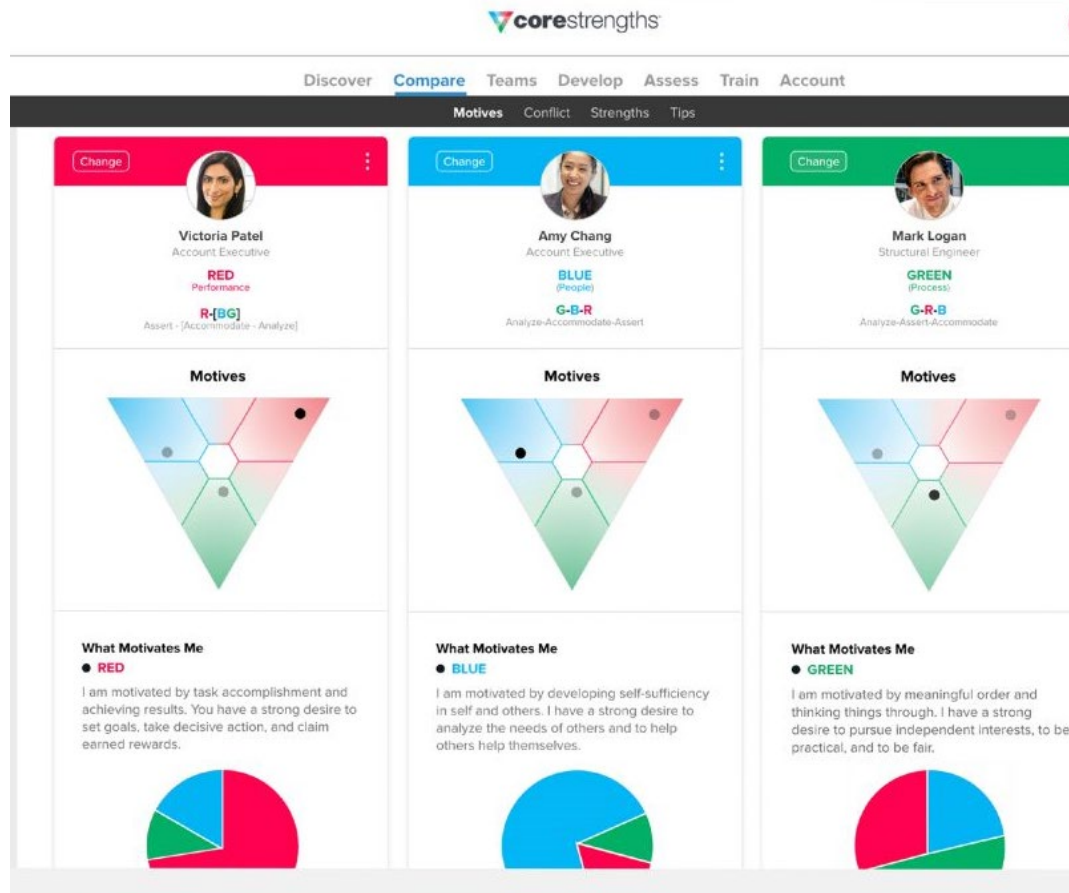 corestrengths
Discover Compare Teams Develop Assess Train Account
Motives Conflict Strengths Tips
Change
Victoria Patel
Account Executive
RED
Performance
R-[BG]
Assert - [Accommodate - Analyze]
Motives
What Motivates Me
RED
I am motivated by task accomplishment and
achieving results. You have a strong desire to
set goals, take decisive action, and claim
earned rewards.
Change
Amy Chang
Account Executive
BLUE
(People)
G-B-R
Analyze-Accommodate-Assert
Motives
What Motivates Me
BLUE
I am motivated by developing self-sufficiency
in self and others. I have a strong desire to
analyze the needs of others and to help
others help themselves.
Change
Mark Logan
Structural Engineer
GREEN
(Process)
G-R-B
Analyze-Assert-Accommodate
Motives
What Motivates Me
GREEN
I am motivated by meaningful order and
thinking things through. I have a strong
desire to pursue independent interests, to be
practical, and to be fair.